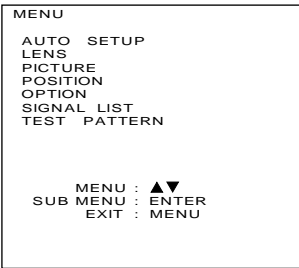 MENU
AUTO SETUP
LENS
PICTURE
POSITION
OPTION
SIGNAL LIST
TEST PATTERN
MENU : ▲▼
SUB MENU : ENTER
EXIT : MENU